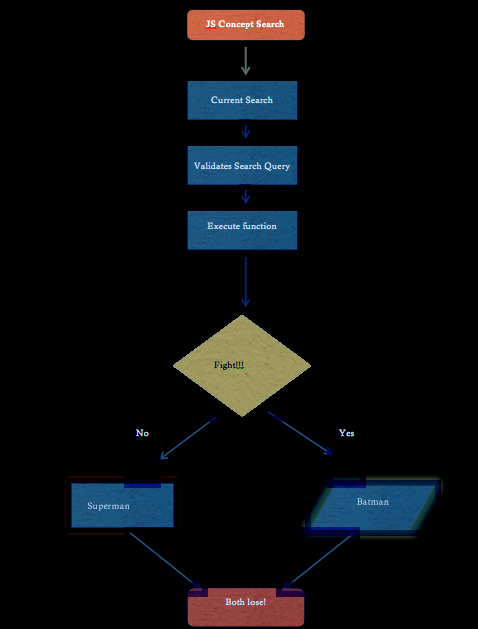 JS Concept Search
Current Search
Validates Search Query
Execute function
Fight!!!
No
Yes
Superman
Batman
Both lose!